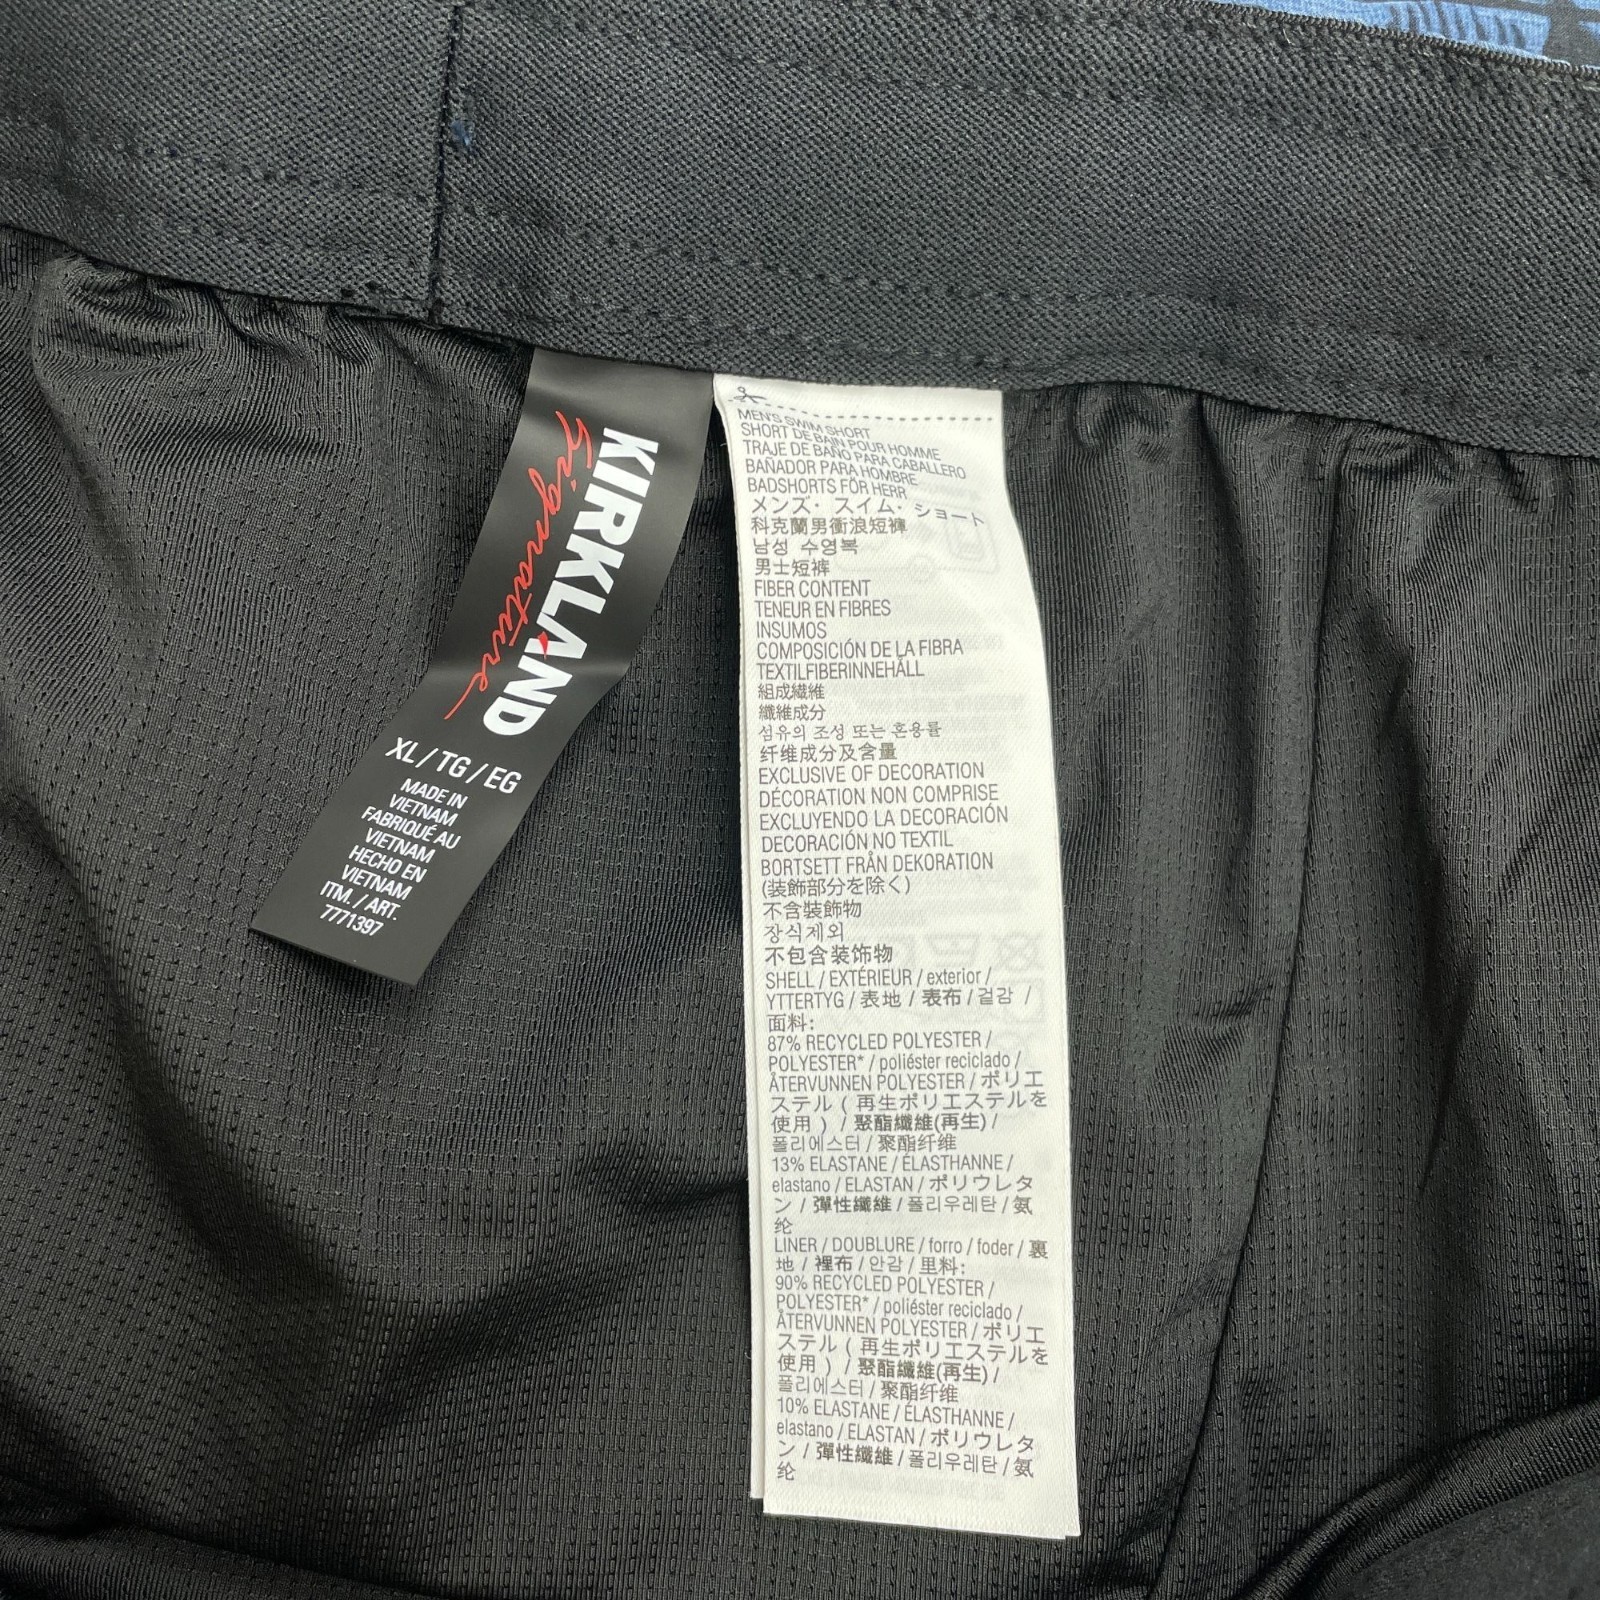 KIRKLAND
Signature
XL / TG / EG
MADE IN
VIETNAM
FABRIQUÉ AU
VIETNAM
HECHO EN
VIETNAM
ITM. / ART.
7771397
MEN'S SWIM SHORT
SHORT DE BAIN POUR HOMME
TRAJE DE BAÑO PARA CABALLERO
BAÑADOR PARA HOMBRE
BADSHORTS FÖR HERR
メンズ・スイム・ショート
科克蘭男衝浪短褲
남성 수영복
男士短裤
FIBER CONTENT
TENEUR EN FIBRES
INSUMOS
COMPOSICIÓN DE LA FIBRA
TEXTILFIBERINNEHÅLL
組成繊維
纖維成分
섬유의 조성 또는 혼용률
纤维成分及含量
EXCLUSIVE OF DECORATION
DÉCORATION NON COMPRISE
EXCLUYENDO LA DECORACIÓN
DECORACIÓN NO TEXTIL
BORTSETT FRÅN DEKORATION
(装飾部分を除く)
不含裝飾物
장식제외
不包含装饰物
SHELL / EXTÉRIEUR / exterior /
YTTERTYG / 表地 / 表布 / 겉감 /
面料:
87% RECYCLED POLYESTER /
POLYESTER* / poliéster reciclado /
ÅTERVUNNEN POLYESTER / ポリエ
ステル ( 再生ポリエステルを
使用 ) / 聚酯纖維(再生) /
폴리에스터 / 聚酯纤维
13% ELASTANE / ÉLASTHANNE /
elastano / ELASTAN / ポリウレタ
ン / 彈性纖維 / 폴리우레탄 / 氨
纶
LINER / DOUBLURE / forro / foder / 裏
地 / 裡布 / 안감 / 里料:
90% RECYCLED POLYESTER /
POLYESTER* / poliéster reciclado /
ÅTERVUNNEN POLYESTER / ポリエ
ステル ( 再生ポリエステルを
使用 ) / 聚酯纖維(再生) /
폴리에스터 / 聚酯纤维
10% ELASTANE / ÉLASTHANNE /
elastano / ELASTAN / ポリウレタ
ン / 彈性纖維 / 폴리우레탄 / 氨
纶